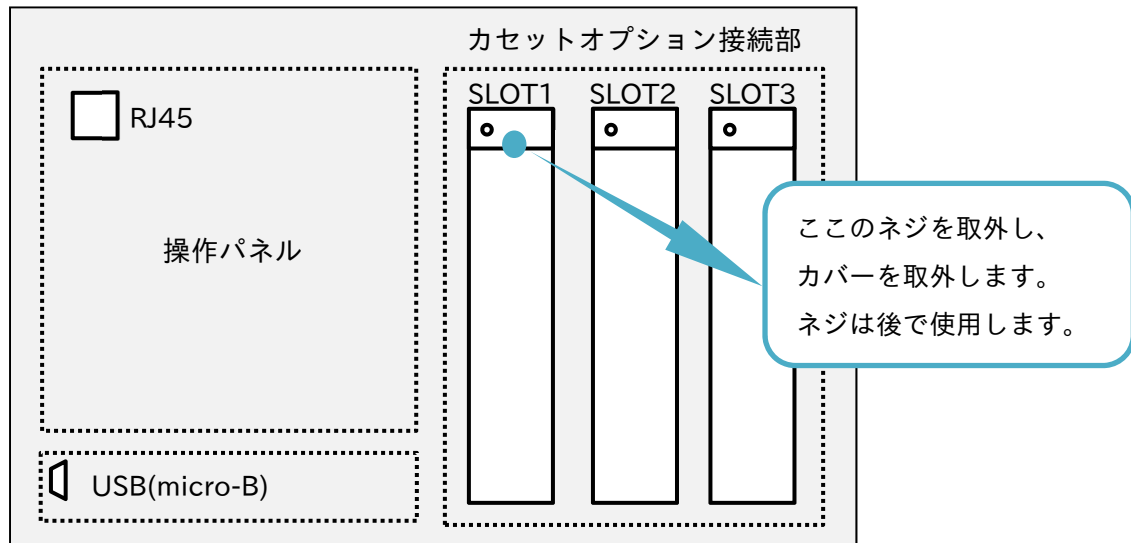 カセットオプション接続部
RJ45
操作パネル
USB(micro-B)
SLOT1 SLOT2 SLOT3
ここのネジを取外し、
カバーを取外します。
ネジは後で使用します。